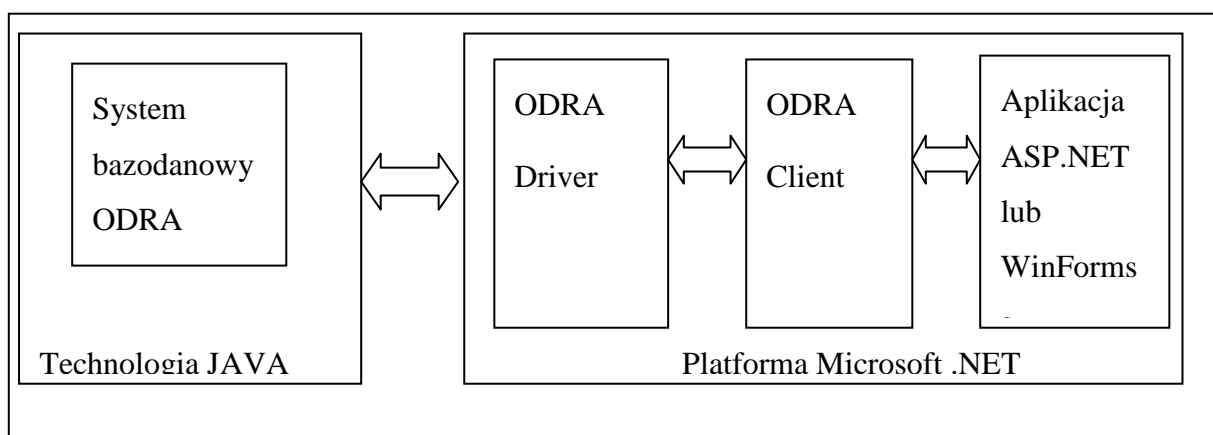 System
bazodanowy
ODRA
Technologia JAVA
ODRA
Driver
ODRA
Client
Aplikacja
ASP.NET
lub
WinForms
Platforma Microsoft .NET